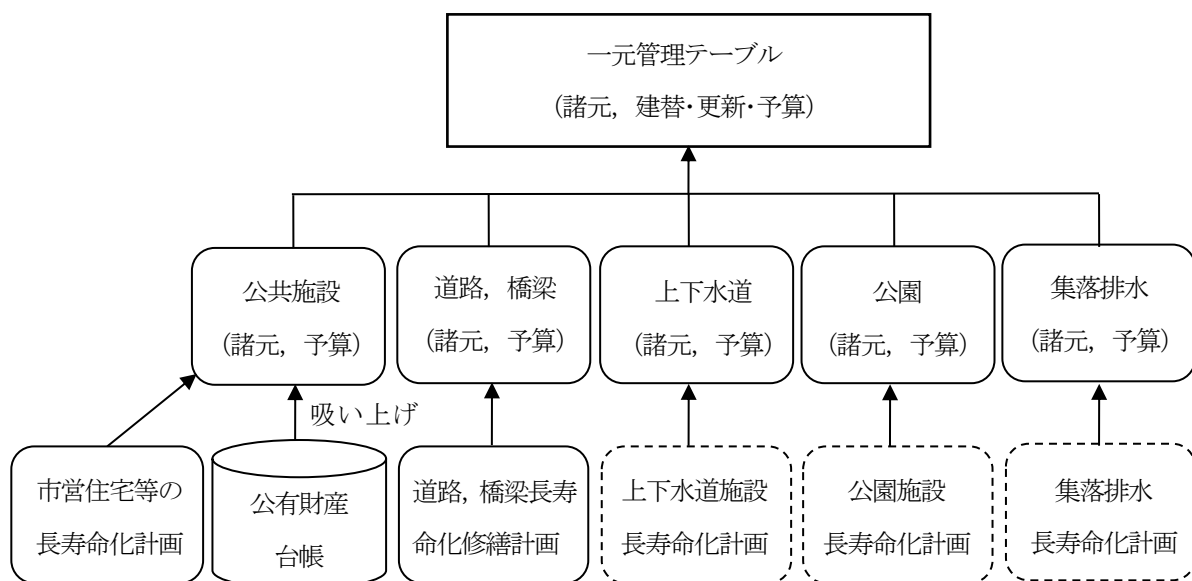 一元管理テーブル
(諸元，建替・更新・予算)
公共施設
(諸元，予算)
道路，橋梁
(諸元，予算)
上下水道
(諸元，予算)
公園
(諸元，予算)
集落排水
(諸元，予算)
吸い上げ
市営住宅等の
長寿命化計画
公有財産
台帳
道路，橋梁長寿
命化修繕計画
上下水道施設
長寿命化計画
公園施設
長寿命化計画
集落排水
長寿命化計画